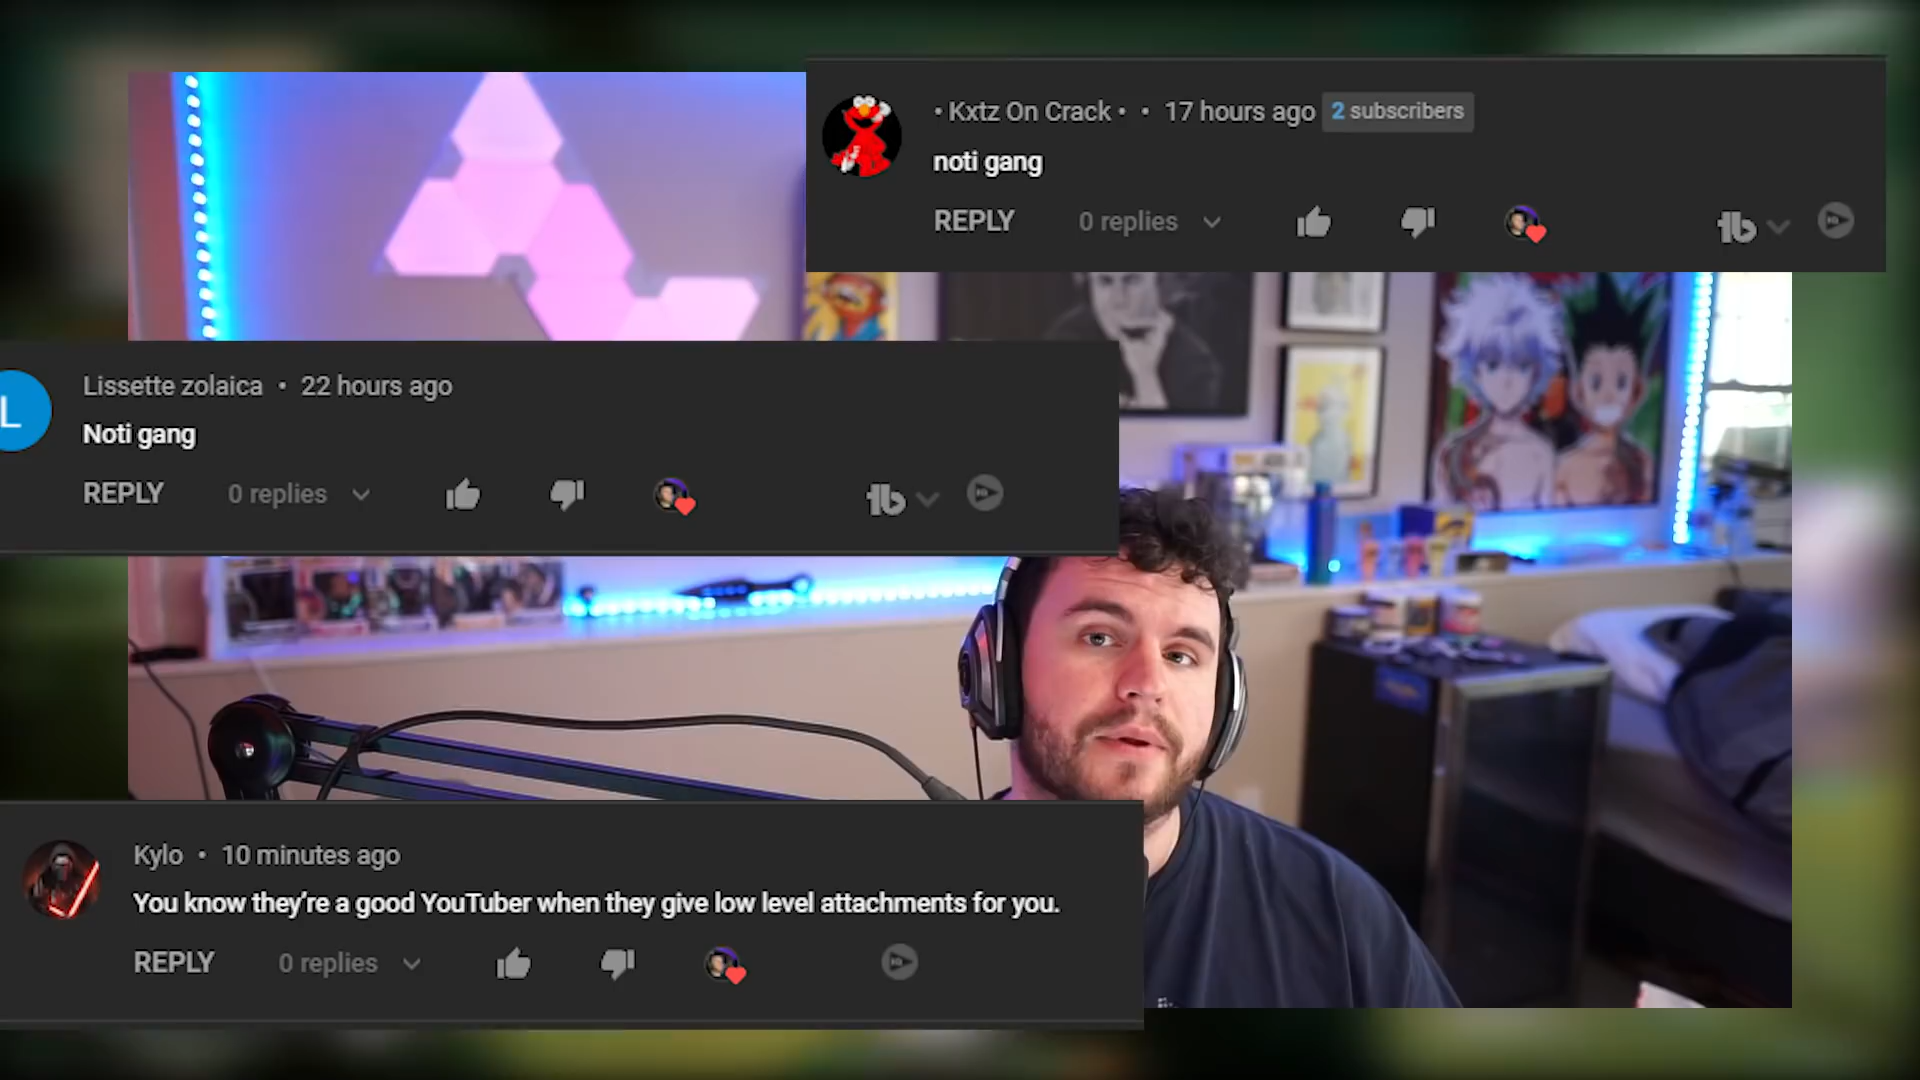 • Kxtz On Crack • • 17 hours ago 2 subscribers
noti gang
REPLY 0 replies
L
Lissette zolaica • 22 hours ago
Noti gang
REPLY 0 replies
Kylo • 10 minutes ago
You know they're a good YouTuber when they give low level attachments for you.
REPLY 0 replies